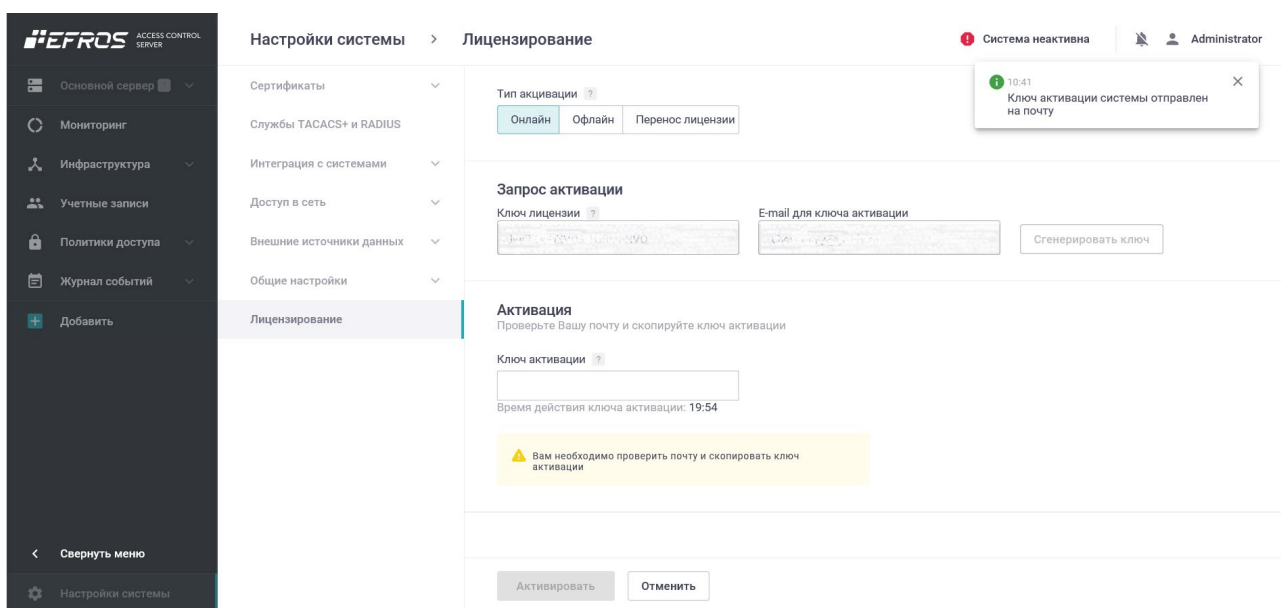 EFROS ACCESS CONTROL
SERVER
Настройки системы > Лицензирование
Система неактивна
Administrator
10:41
Ключ активации системы отправлен
на почту
Основной сервер
Мониторинг
Инфраструктура
Учетные записи
Политики доступа
Журнал событий
Добавить
Свернуть меню
Настройки системы
Сертификаты
Службы TACACS+ и RADIUS
Интеграция с системами
Доступ в сеть
Внешние источники данных
Общие настройки
Лицензирование
Тип акцивации ?
Онлайн Офлайн Перенос лицензии
Запрос активации
Ключ лицензии ? E-mail для ключа активации
Сгенерировать ключ
Активация
Проверьте Вашу почту и скопируйте ключ активации
Ключ активации ?
Время действия ключа активации: 19:54
Вам необходимо проверить почту и скопировать ключ
активации
Активировать Отменить